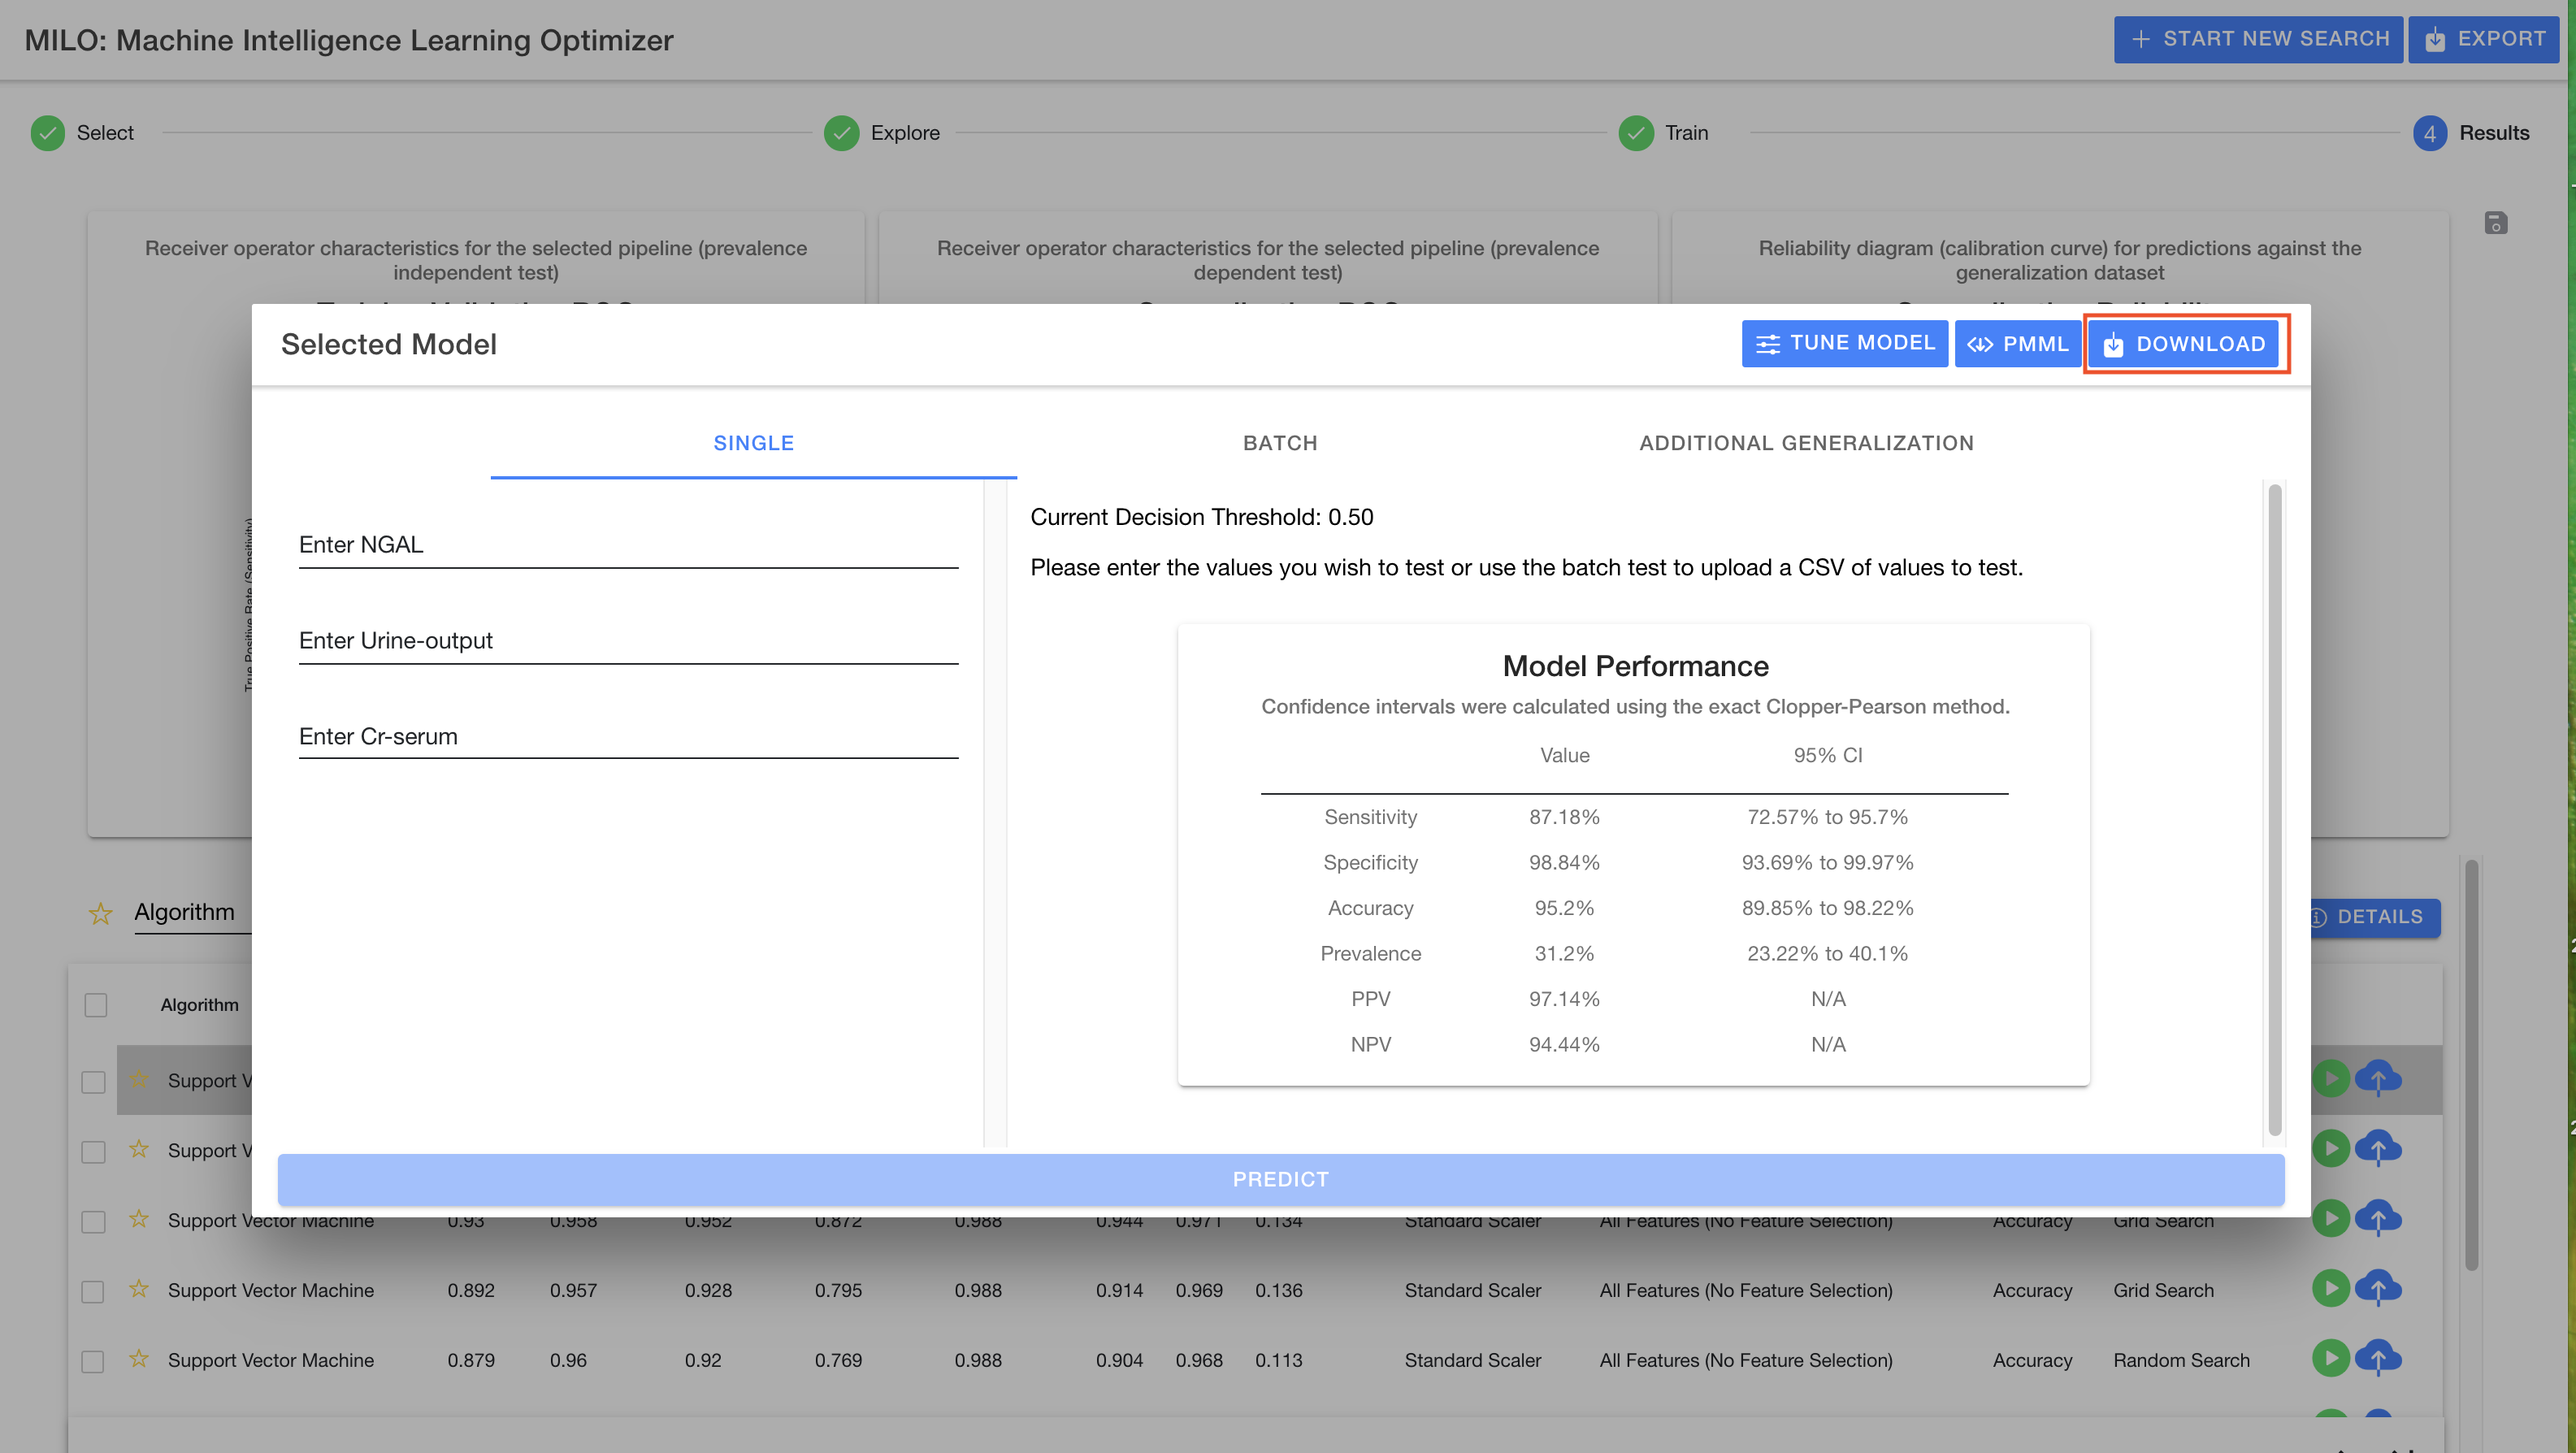 MILO: Machine Intelligence Learning Optimizer
START NEW SEARCH
EXPORT
Select
Explore
Train
4 Results
Receiver operator characteristics for the selected pipeline (prevalence
independent test)
Receiver operator characteristics for the selected pipeline (prevalence
dependent test)
Reliability diagram (calibration curve) for predictions against the
generalization dataset
Selected Model
TUNE MODEL
PMML
DOWNLOAD
SINGLE
BATCH
ADDITIONAL GENERALIZATION
True Positive Rate (Sensitivity)
Enter NGAL
Enter Urine-output
Enter Cr-serum
Current Decision Threshold: 0.50
Please enter the values you wish to test or use the batch test to upload a CSV of values to test.
Model Performance
Confidence intervals were calculated using the exact Clopper-Pearson method.
Value 95% CI
Sensitivity 87.18% 72.57% to 95.7%
Specificity 98.84% 93.69% to 99.97%
Accuracy 95.2% 89.85% to 98.22%
Prevalence 31.2% 23.22% to 40.1%
PPV 97.14% N/A
NPV 94.44% N/A
PREDICT
Algorithm
DETAILS
Algorithm
Support V
Support V
Support Vector Machine 0.93 0.958 0.952 0.872 0.988 0.944 0.971 0.134 Standard Scaler All Features (No Feature Selection) Accuracy Grid Search
Support Vector Machine 0.892 0.957 0.928 0.795 0.988 0.914 0.969 0.136 Standard Scaler All Features (No Feature Selection) Accuracy Grid Search
Support Vector Machine 0.879 0.96 0.92 0.769 0.988 0.904 0.968 0.113 Standard Scaler All Features (No Feature Selection) Accuracy Random Search